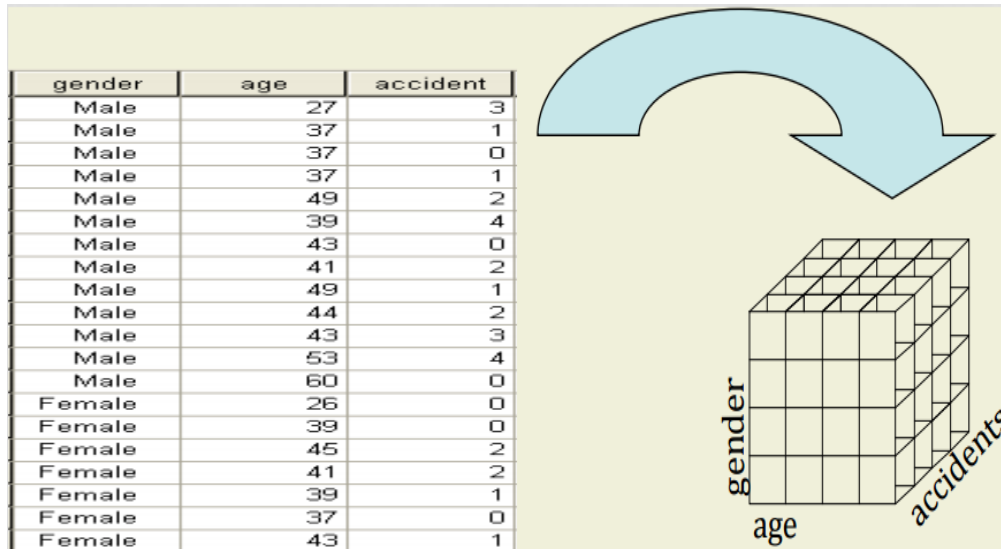 gender age accident
Male 27 3
Male 37 1
Male 37 0
Male 37 1
Male 49 2
Male 39 4
Male 43 0
Male 41 2
Male 49 1
Male 44 2
Male 43 3
Male 53 4
Male 60 0
Female 26 0
Female 39 0
Female 45 2
Female 41 2
Female 39 1
Female 37 0
Female 43 1
gender
age
accidents